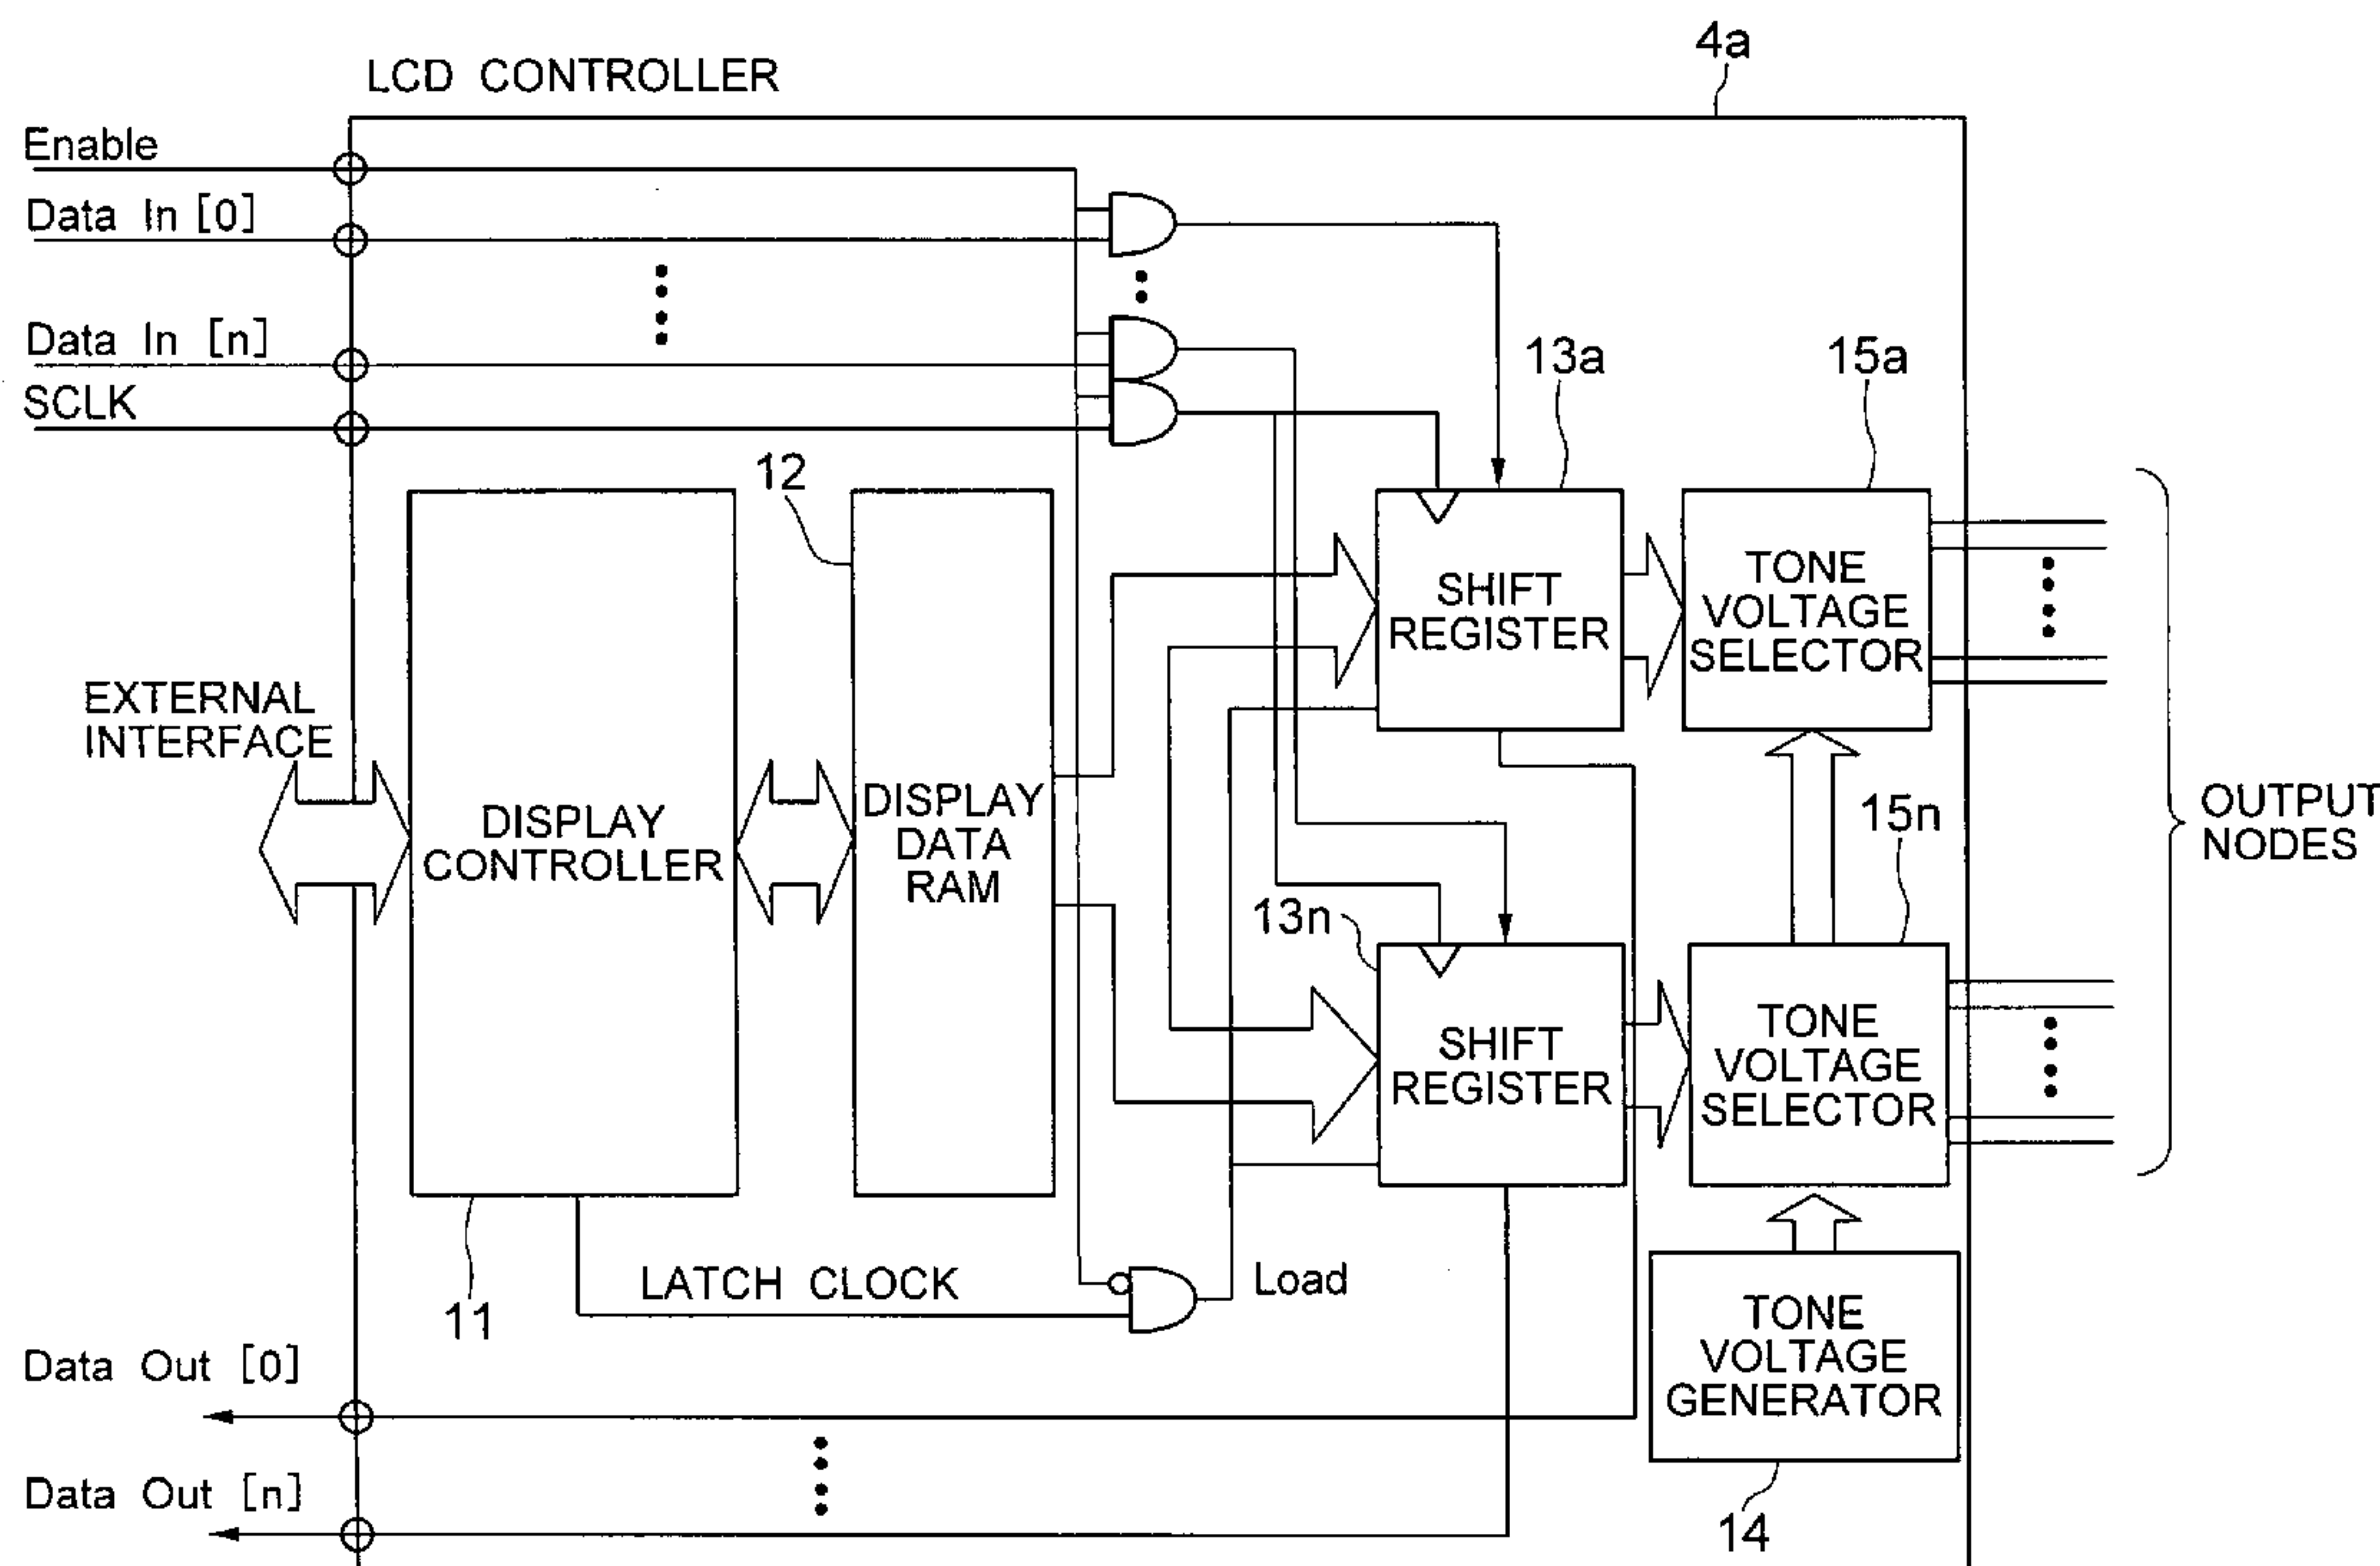 4a
LCD CONTROLLER
Enable
Data In [0]
Data In [n]
SCLK
13a
15a
12
SHIFT
REGISTER
TONE
VOLTAGE
SELECTOR
EXTERNAL
INTERFACE
DISPLAY
CONTROLLER
DISPLAY
DATA
RAM
15n
OUTPUT
NODES
13n
SHIFT
REGISTER
TONE
VOLTAGE
SELECTOR
LATCH CLOCK
Load
11
TONE
VOLTAGE
GENERATOR
Data Out [0]
Data Out [n]
14